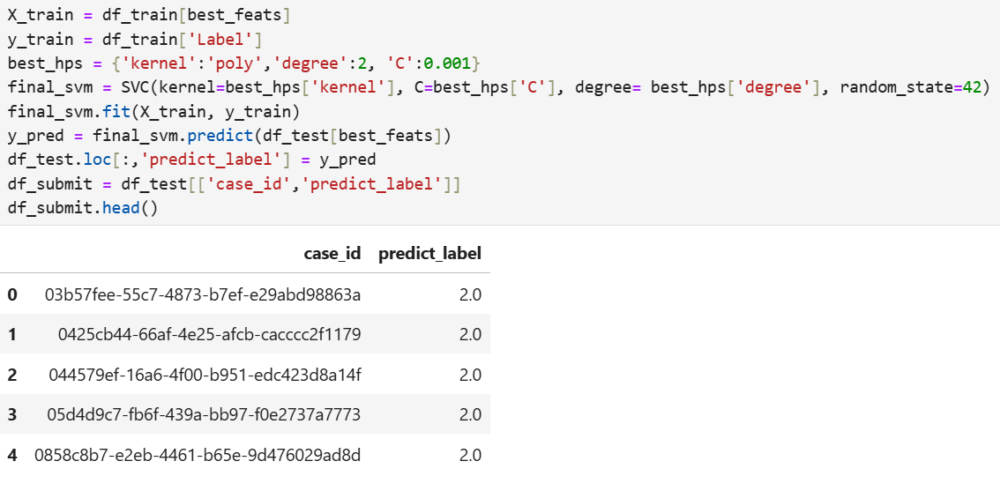 X_train = df_train[best_feats]
y_train = df_train['Label']
best_hps = {'kernel':'poly','degree':2, 'C':0.001}
final_svm = SVC(kernel=best_hps['kernel'], C=best_hps['C'], degree= best_hps['degree'], random_state=42)
final_svm.fit(X_train, y_train)
y_pred = final_svm.predict(df_test[best_feats])
df_test.loc[:,'predict_label'] = y_pred
df_submit = df_test[['case_id','predict_label']]
df_submit.head()
case_id predict_label
0 03b57fee-55c7-4873-b7ef-e29abd98863a 2.0
1 0425cb44-66af-4e25-afcb-cacccc2f1179 2.0
2 044579ef-16a6-4f00-b951-edc423d8a14f 2.0
3 05d4d9c7-fb6f-439a-bb97-f0e2737a7773 2.0
4 0858c8b7-e2eb-4461-b65e-9d476029ad8d 2.0